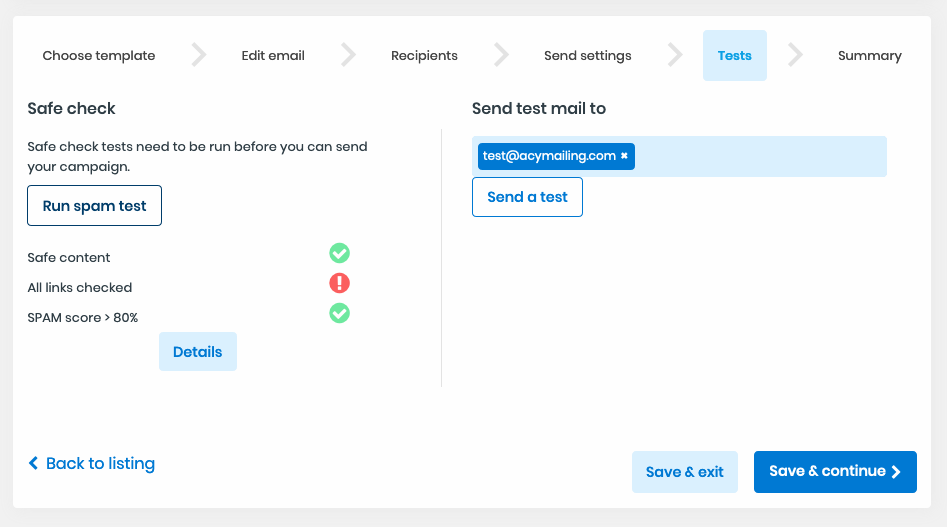 Choose template
Edit email
Recipients
Send settings
Tests
Summary
Safe check
Safe check tests need to be run before you can send
your campaign.
Run spam test
Safe content
All links checked
SPAM score > 80%
Details
Send test mail to
test@acymailing.com ×
Send a test
Back to listing
Save & exit
Save & continue